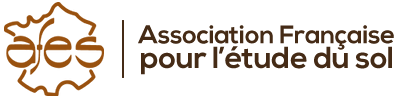 afes
Association Française
pour l'étude du sol